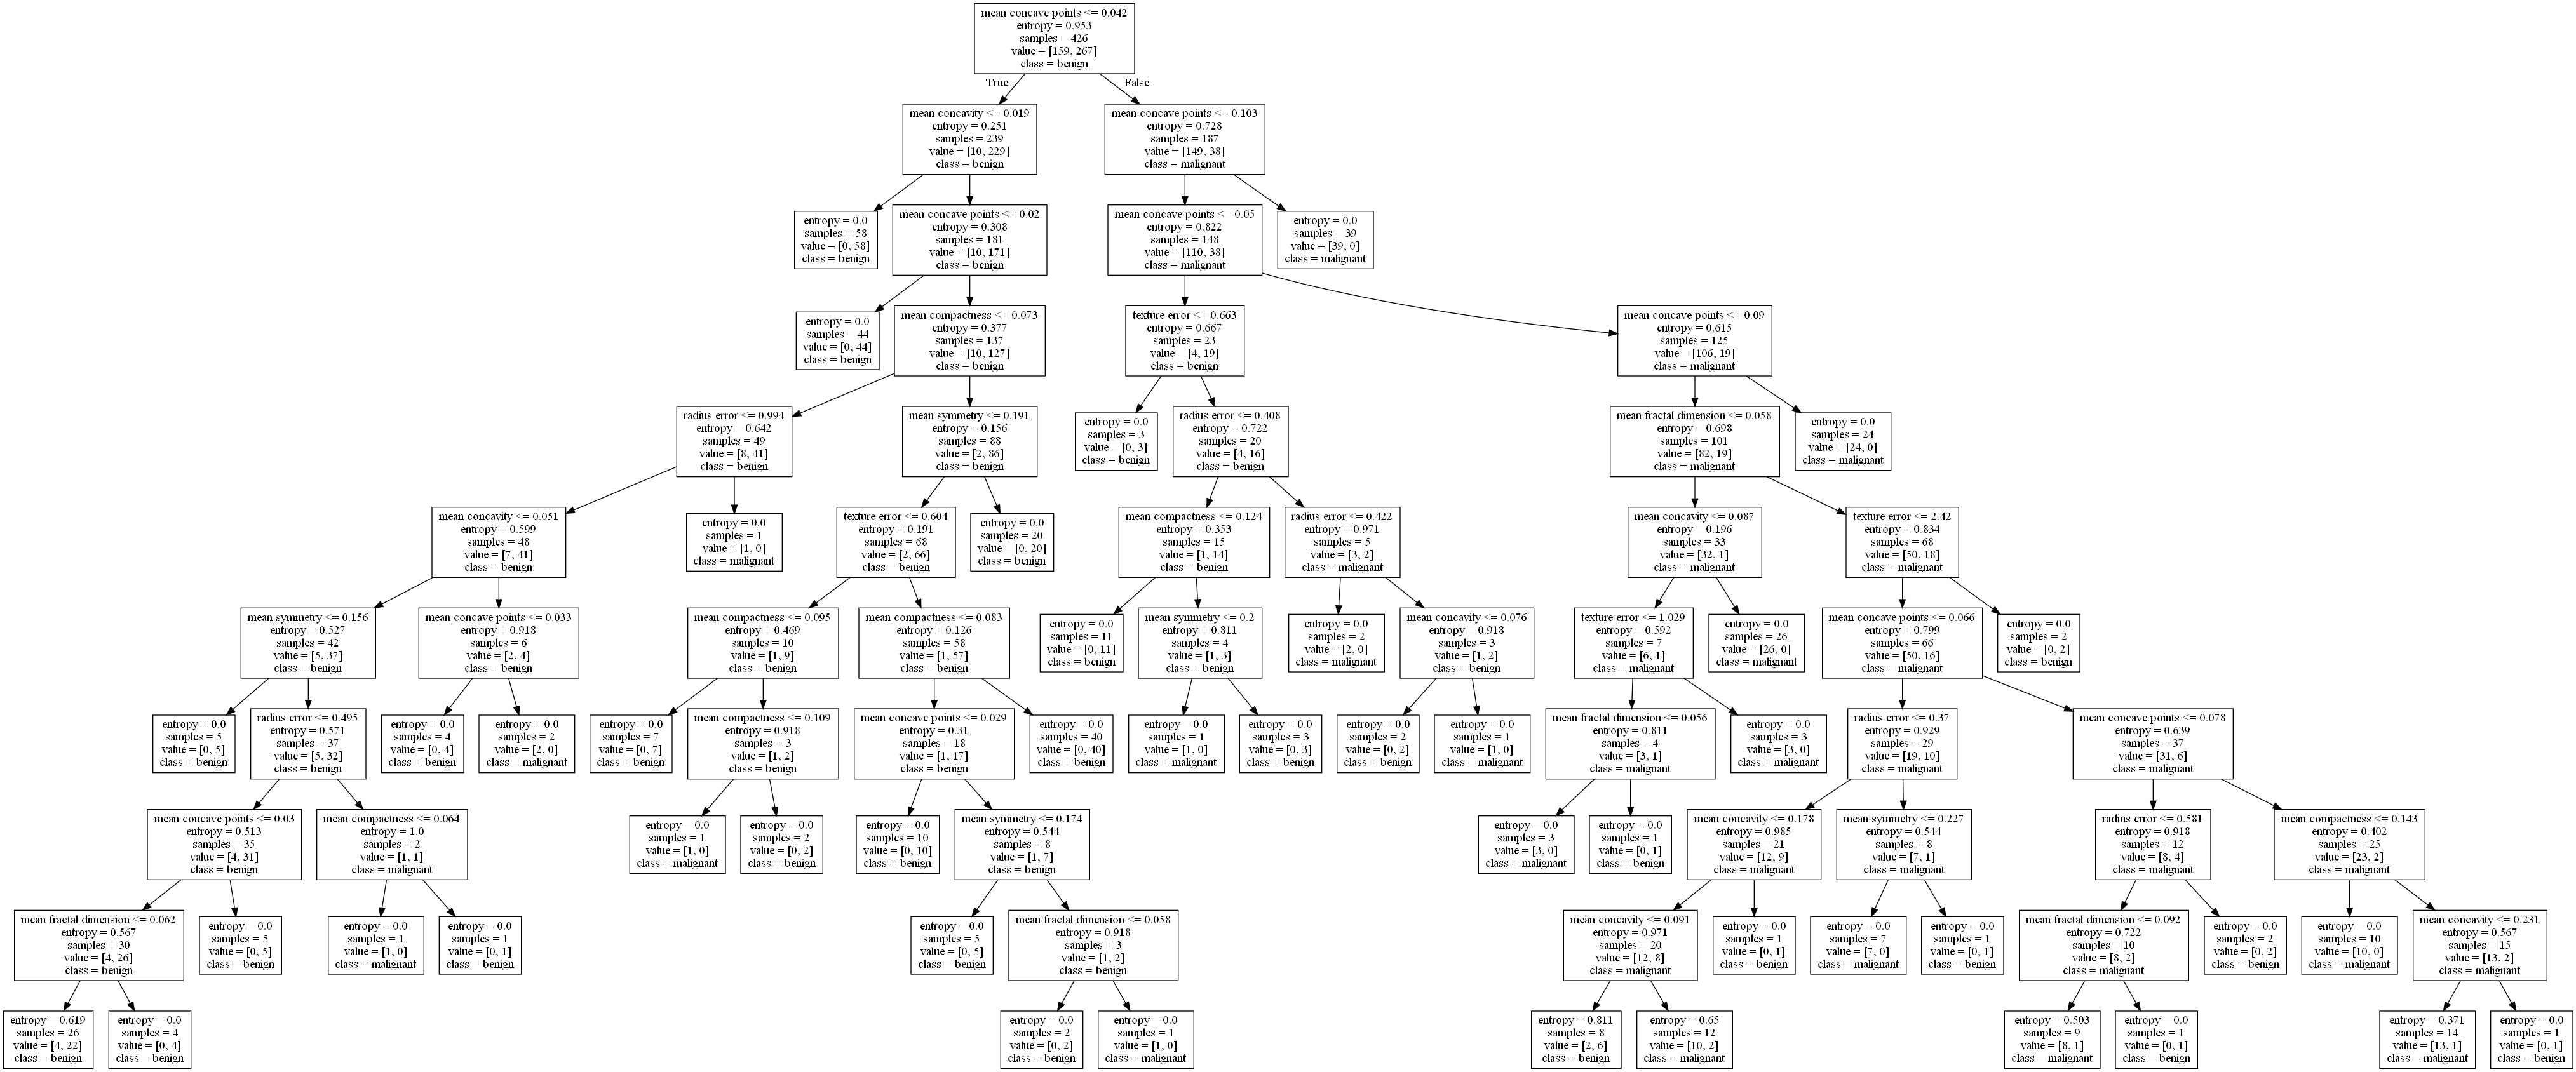 mean concave points <= 0.042
entropy = 0.953
samples = 426
value = [159, 267]
class = benign
True
False
mean concavity <= 0.019
entropy = 0.251
samples = 239
value = [10, 229]
class = benign
mean concave points <= 0.103
entropy = 0.728
samples = 187
value = [149, 38]
class = malignant
entropy = 0.0
samples = 58
value = [0, 58]
class = benign
mean concave points <= 0.02
entropy = 0.308
samples = 181
value = [10, 171]
class = benign
mean concave points <= 0.05
entropy = 0.822
samples = 148
value = [110, 38]
class = malignant
entropy = 0.0
samples = 39
value = [39, 0]
class = malignant
entropy = 0.0
samples = 44
value = [0, 44]
class = benign
mean compactness <= 0.073
entropy = 0.377
samples = 137
value = [10, 127]
class = benign
texture error <= 0.663
entropy = 0.667
samples = 23
value = [4, 19]
class = benign
mean concave points <= 0.09
entropy = 0.615
samples = 125
value = [106, 19]
class = malignant
radius error <= 0.994
entropy = 0.642
samples = 49
value = [8, 41]
class = benign
mean symmetry <= 0.191
entropy = 0.156
samples = 88
value = [2, 86]
class = benign
entropy = 0.0
samples = 3
value = [0, 3]
class = benign
radius error <= 0.408
entropy = 0.722
samples = 20
value = [4, 16]
class = benign
mean fractal dimension <= 0.058
entropy = 0.698
samples = 101
value = [82, 19]
class = malignant
entropy = 0.0
samples = 24
value = [24, 0]
class = malignant
mean concavity <= 0.051
entropy = 0.599
samples = 48
value = [7, 41]
class = benign
entropy = 0.0
samples = 1
value = [1, 0]
class = malignant
texture error <= 0.604
entropy = 0.191
samples = 68
value = [2, 66]
class = benign
entropy = 0.0
samples = 20
value = [0, 20]
class = benign
mean compactness <= 0.124
entropy = 0.353
samples = 15
value = [1, 14]
class = benign
radius error <= 0.422
entropy = 0.971
samples = 5
value = [3, 2]
class = malignant
mean concavity <= 0.087
entropy = 0.196
samples = 33
value = [32, 1]
class = malignant
texture error <= 2.42
entropy = 0.834
samples = 68
value = [50, 18]
class = malignant
mean symmetry <= 0.156
entropy = 0.527
samples = 42
value = [5, 37]
class = benign
mean concave points <= 0.033
entropy = 0.918
samples = 6
value = [2, 4]
class = benign
mean compactness <= 0.095
entropy = 0.469
samples = 10
value = [1, 9]
class = benign
mean compactness <= 0.083
entropy = 0.126
samples = 58
value = [1, 57]
class = benign
entropy = 0.0
samples = 11
value = [0, 11]
class = benign
mean symmetry <= 0.2
entropy = 0.811
samples = 4
value = [1, 3]
class = benign
entropy = 0.0
samples = 2
value = [2, 0]
class = malignant
mean concavity <= 0.076
entropy = 0.918
samples = 3
value = [1, 2]
class = benign
texture error <= 1.029
entropy = 0.592
samples = 7
value = [6, 1]
class = malignant
entropy = 0.0
samples = 26
value = [26, 0]
class = malignant
mean concave points <= 0.066
entropy = 0.799
samples = 66
value = [50, 16]
class = malignant
entropy = 0.0
samples = 2
value = [0, 2]
class = benign
entropy = 0.0
samples = 5
value = [0, 5]
class = benign
radius error <= 0.495
entropy = 0.571
samples = 37
value = [5, 32]
class = benign
entropy = 0.0
samples = 4
value = [0, 4]
class = benign
entropy = 0.0
samples = 2
value = [2, 0]
class = malignant
entropy = 0.0
samples = 7
value = [0, 7]
class = benign
mean compactness <= 0.109
entropy = 0.918
samples = 3
value = [1, 2]
class = benign
mean concave points <= 0.029
entropy = 0.31
samples = 18
value = [1, 17]
class = benign
entropy = 0.0
samples = 40
value = [0, 40]
class = benign
entropy = 0.0
samples = 1
value = [1, 0]
class = malignant
entropy = 0.0
samples = 3
value = [0, 3]
class = benign
entropy = 0.0
samples = 2
value = [0, 2]
class = benign
entropy = 0.0
samples = 1
value = [1, 0]
class = malignant
mean fractal dimension <= 0.056
entropy = 0.811
samples = 4
value = [3, 1]
class = malignant
entropy = 0.0
samples = 3
value = [3, 0]
class = malignant
radius error <= 0.37
entropy = 0.929
samples = 29
value = [19, 10]
class = malignant
mean concave points <= 0.078
entropy = 0.639
samples = 37
value = [31, 6]
class = malignant
mean concave points <= 0.03
entropy = 0.513
samples = 35
value = [4, 31]
class = benign
mean compactness <= 0.064
entropy = 1.0
samples = 2
value = [1, 1]
class = malignant
entropy = 0.0
samples = 1
value = [1, 0]
class = malignant
entropy = 0.0
samples = 2
value = [0, 2]
class = benign
entropy = 0.0
samples = 10
value = [0, 10]
class = benign
mean symmetry <= 0.174
entropy = 0.544
samples = 8
value = [1, 7]
class = benign
entropy = 0.0
samples = 3
value = [3, 0]
class = malignant
entropy = 0.0
samples = 1
value = [0, 1]
class = benign
mean concavity <= 0.178
entropy = 0.985
samples = 21
value = [12, 9]
class = malignant
mean symmetry <= 0.227
entropy = 0.544
samples = 8
value = [7, 1]
class = malignant
radius error <= 0.581
entropy = 0.918
samples = 12
value = [8, 4]
class = malignant
mean compactness <= 0.143
entropy = 0.402
samples = 25
value = [23, 2]
class = malignant
mean fractal dimension <= 0.062
entropy = 0.567
samples = 30
value = [4, 26]
class = benign
entropy = 0.0
samples = 5
value = [0, 5]
class = benign
entropy = 0.0
samples = 1
value = [1, 0]
class = malignant
entropy = 0.0
samples = 1
value = [0, 1]
class = benign
entropy = 0.0
samples = 5
value = [0, 5]
class = benign
mean fractal dimension <= 0.058
entropy = 0.918
samples = 3
value = [1, 2]
class = benign
mean concavity <= 0.091
entropy = 0.971
samples = 20
value = [12, 8]
class = malignant
entropy = 0.0
samples = 1
value = [0, 1]
class = benign
entropy = 0.0
samples = 7
value = [7, 0]
class = malignant
entropy = 0.0
samples = 1
value = [0, 1]
class = benign
mean fractal dimension <= 0.092
entropy = 0.722
samples = 10
value = [8, 2]
class = malignant
entropy = 0.0
samples = 2
value = [0, 2]
class = benign
entropy = 0.0
samples = 10
value = [10, 0]
class = malignant
mean concavity <= 0.231
entropy = 0.567
samples = 15
value = [13, 2]
class = malignant
entropy = 0.619
samples = 26
value = [4, 22]
class = benign
entropy = 0.0
samples = 4
value = [0, 4]
class = benign
entropy = 0.0
samples = 2
value = [0, 2]
class = benign
entropy = 0.0
samples = 1
value = [1, 0]
class = malignant
entropy = 0.811
samples = 8
value = [2, 6]
class = benign
entropy = 0.65
samples = 12
value = [10, 2]
class = malignant
entropy = 0.503
samples = 9
value = [8, 1]
class = malignant
entropy = 0.0
samples = 1
value = [0, 1]
class = benign
entropy = 0.371
samples = 14
value = [13, 1]
class = malignant
entropy = 0.0
samples = 1
value = [0, 1]
class = benign